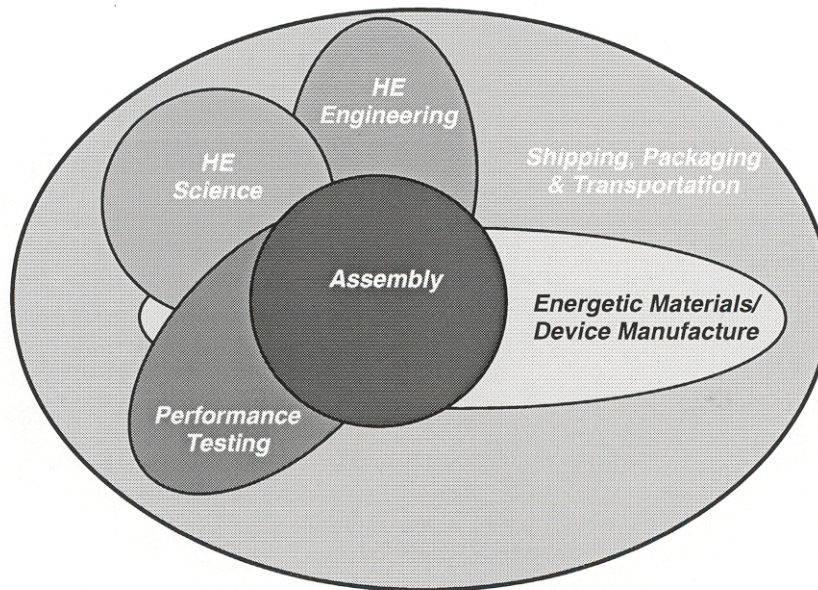 HE
Engineering
HE
Science
Shipping, Packaging
& Transportation
Assembly
Energetic Materials/
Device Manufacture
Performance
Testing